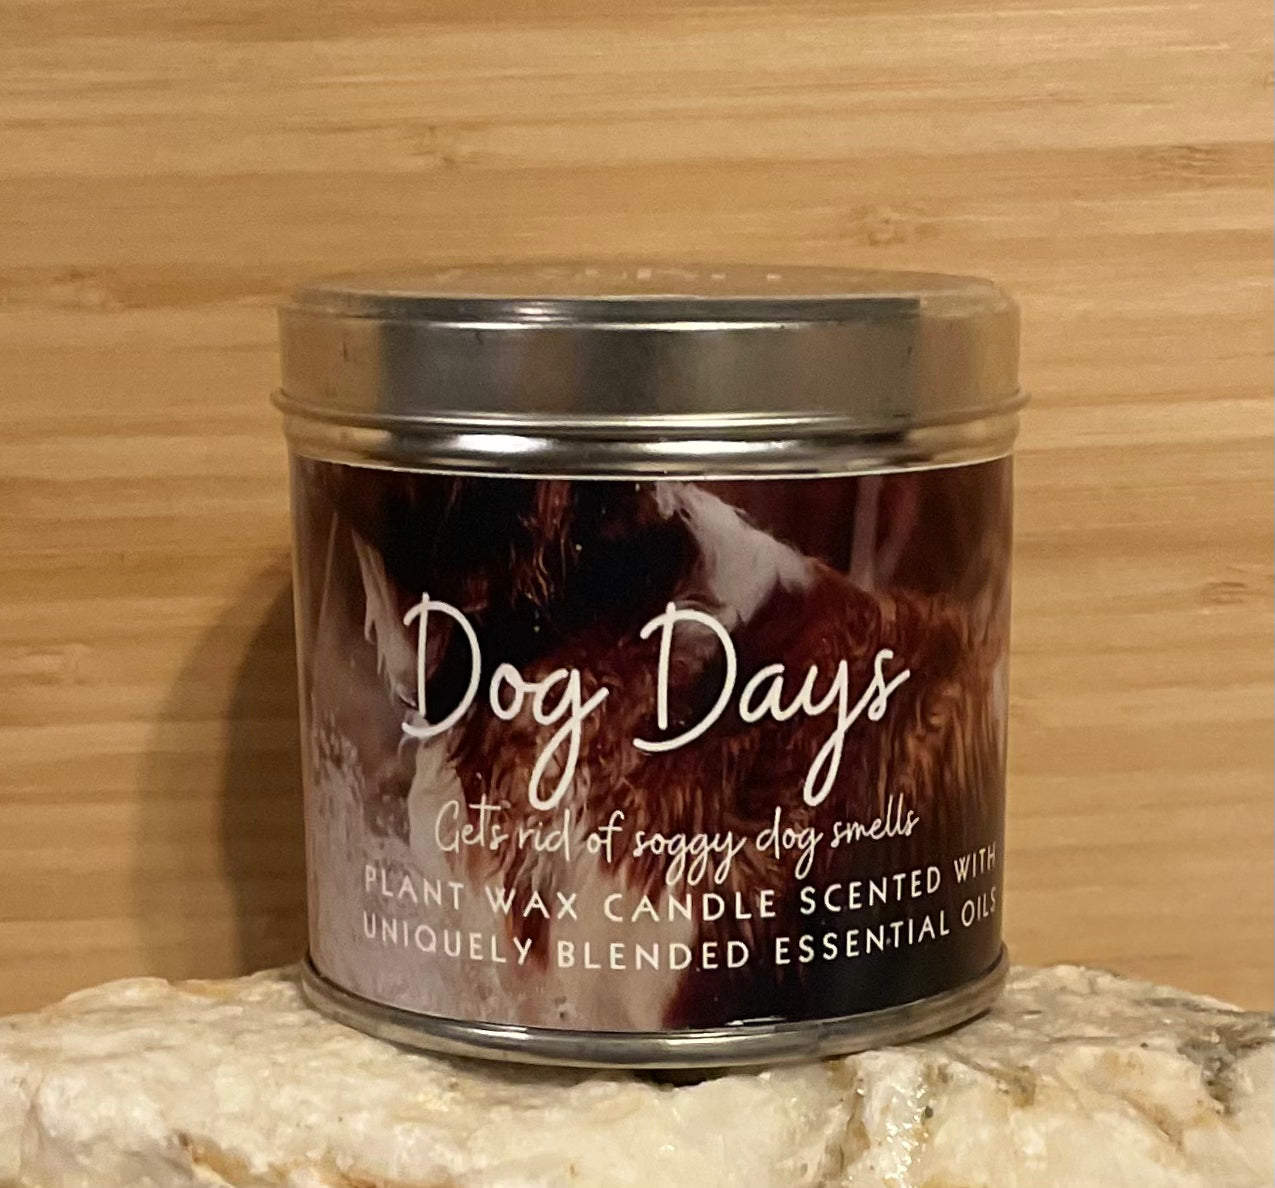 Dog Days
Gets rid of soggy dog smells
PLANT WAX CANDLE SCENTED WITH
UNIQUELY BLENDED ESSENTIAL OILS